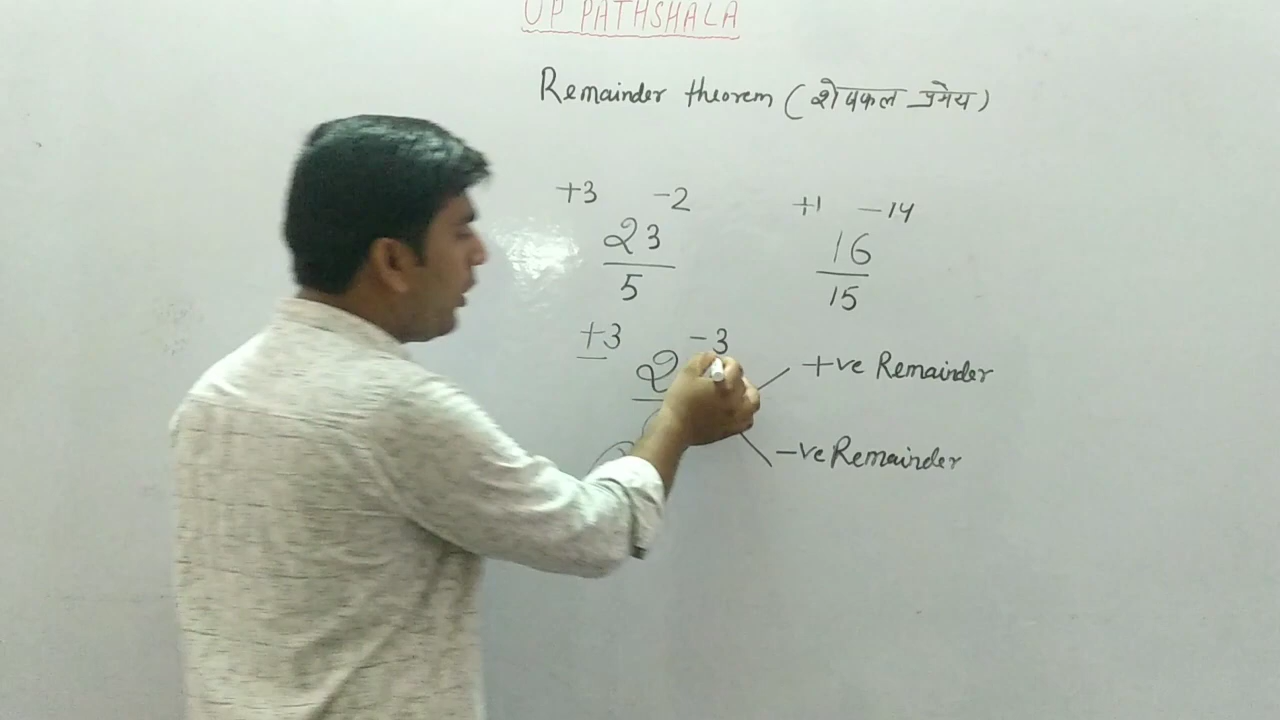 UP PATHSHALA
Remainder theorem (शेषफल प्रमेय)
+3 -2
23
5
+1 -14
16
15
+3 -3
2
+ve Remainder
-ve Remainder